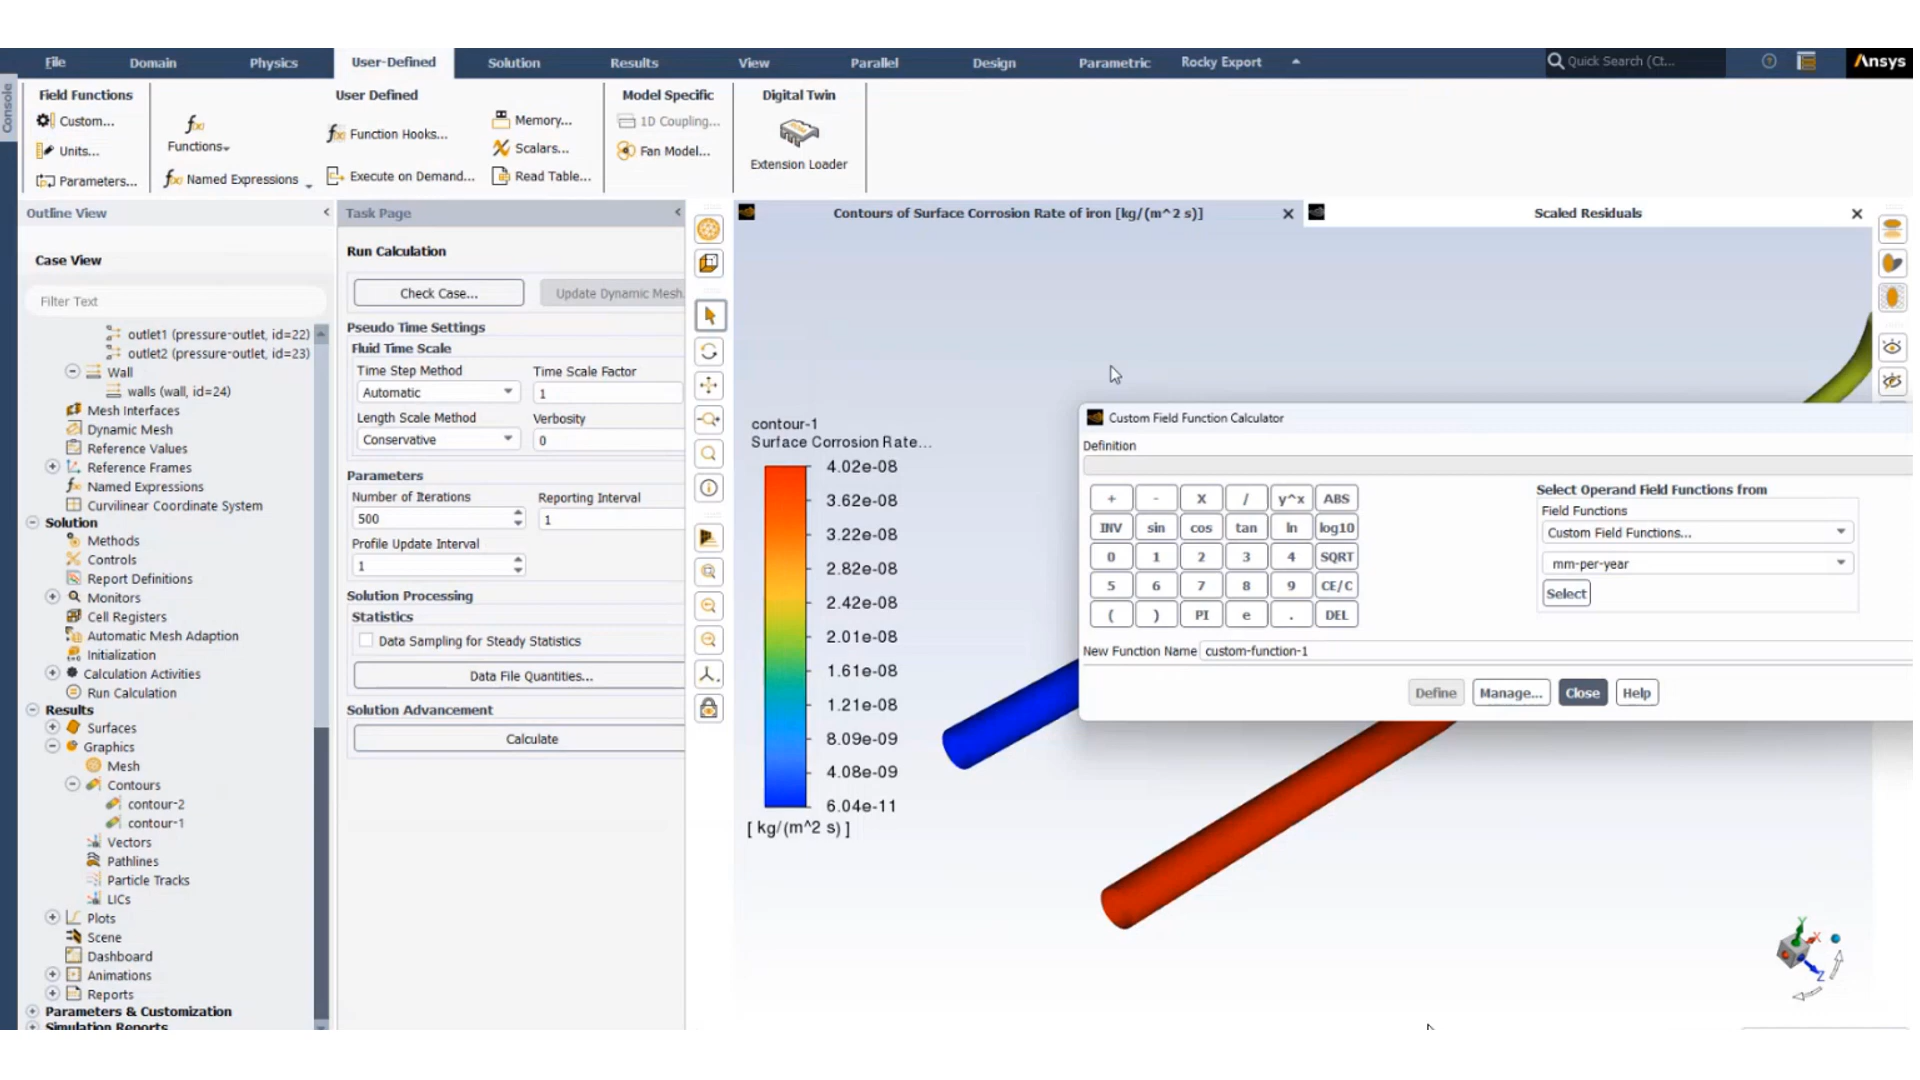 File Domain Physics User-Defined Solution Results View Parallel Design Parametric Rocky Export Quick Search (Ct... Ansys
Console
Field Functions
Custom...
Units...
Parameters...
User Defined
Functions
Named Expressions
Function Hooks...
Execute on Demand...
Memory...
Scalars...
Read Table...
Model Specific
1D Coupling...
Fan Model...
Digital Twin
Extension Loader
Outline View
Case View
Filter Text
outlet1 (pressure-outlet, id=22)
outlet2 (pressure-outlet, id=23)
Wall
walls (wall, id=24)
Mesh Interfaces
Dynamic Mesh
Reference Values
Reference Frames
Named Expressions
Curvilinear Coordinate System
Solution
Methods
Controls
Report Definitions
Monitors
Cell Registers
Automatic Mesh Adaption
Initialization
Calculation Activities
Run Calculation
Results
Surfaces
Graphics
Mesh
Contours
contour-2
contour-1
Vectors
Pathlines
Particle Tracks
LICs
Plots
Scene
Dashboard
Animations
Reports
Parameters & Customization
Simulation Reports
Task Page
Run Calculation
Check Case... Update Dynamic Mesh.
Pseudo Time Settings
Fluid Time Scale
Time Step Method Time Scale Factor
Automatic 1
Length Scale Method Verbosity
Conservative 0
Parameters
Number of Iterations Reporting Interval
500 1
Profile Update Interval
1
Solution Processing
Statistics
Data Sampling for Steady Statistics
Data File Quantities...
Solution Advancement
Calculate
Contours of Surface Corrosion Rate of iron [kg/(m^2 s)]
Scaled Residuals
contour-1
Surface Corrosion Rate...
4.02e-08
3.62e-08
3.22e-08
2.82e-08
2.42e-08
2.01e-08
1.61e-08
1.21e-08
8.09e-09
4.08e-09
6.04e-11
[ kg/(m^2 s) ]
Custom Field Function Calculator
Definition
+ - X / y^x ABS
INV sin cos tan ln log10
0 1 2 3 4 SQRT
5 6 7 8 9 CE/C
( ) PI e . DEL
Select Operand Field Functions from
Field Functions
Custom Field Functions...
mm-per-year
Select
New Function Name custom-function-1
Define Manage... Close Help
Y
X
Z